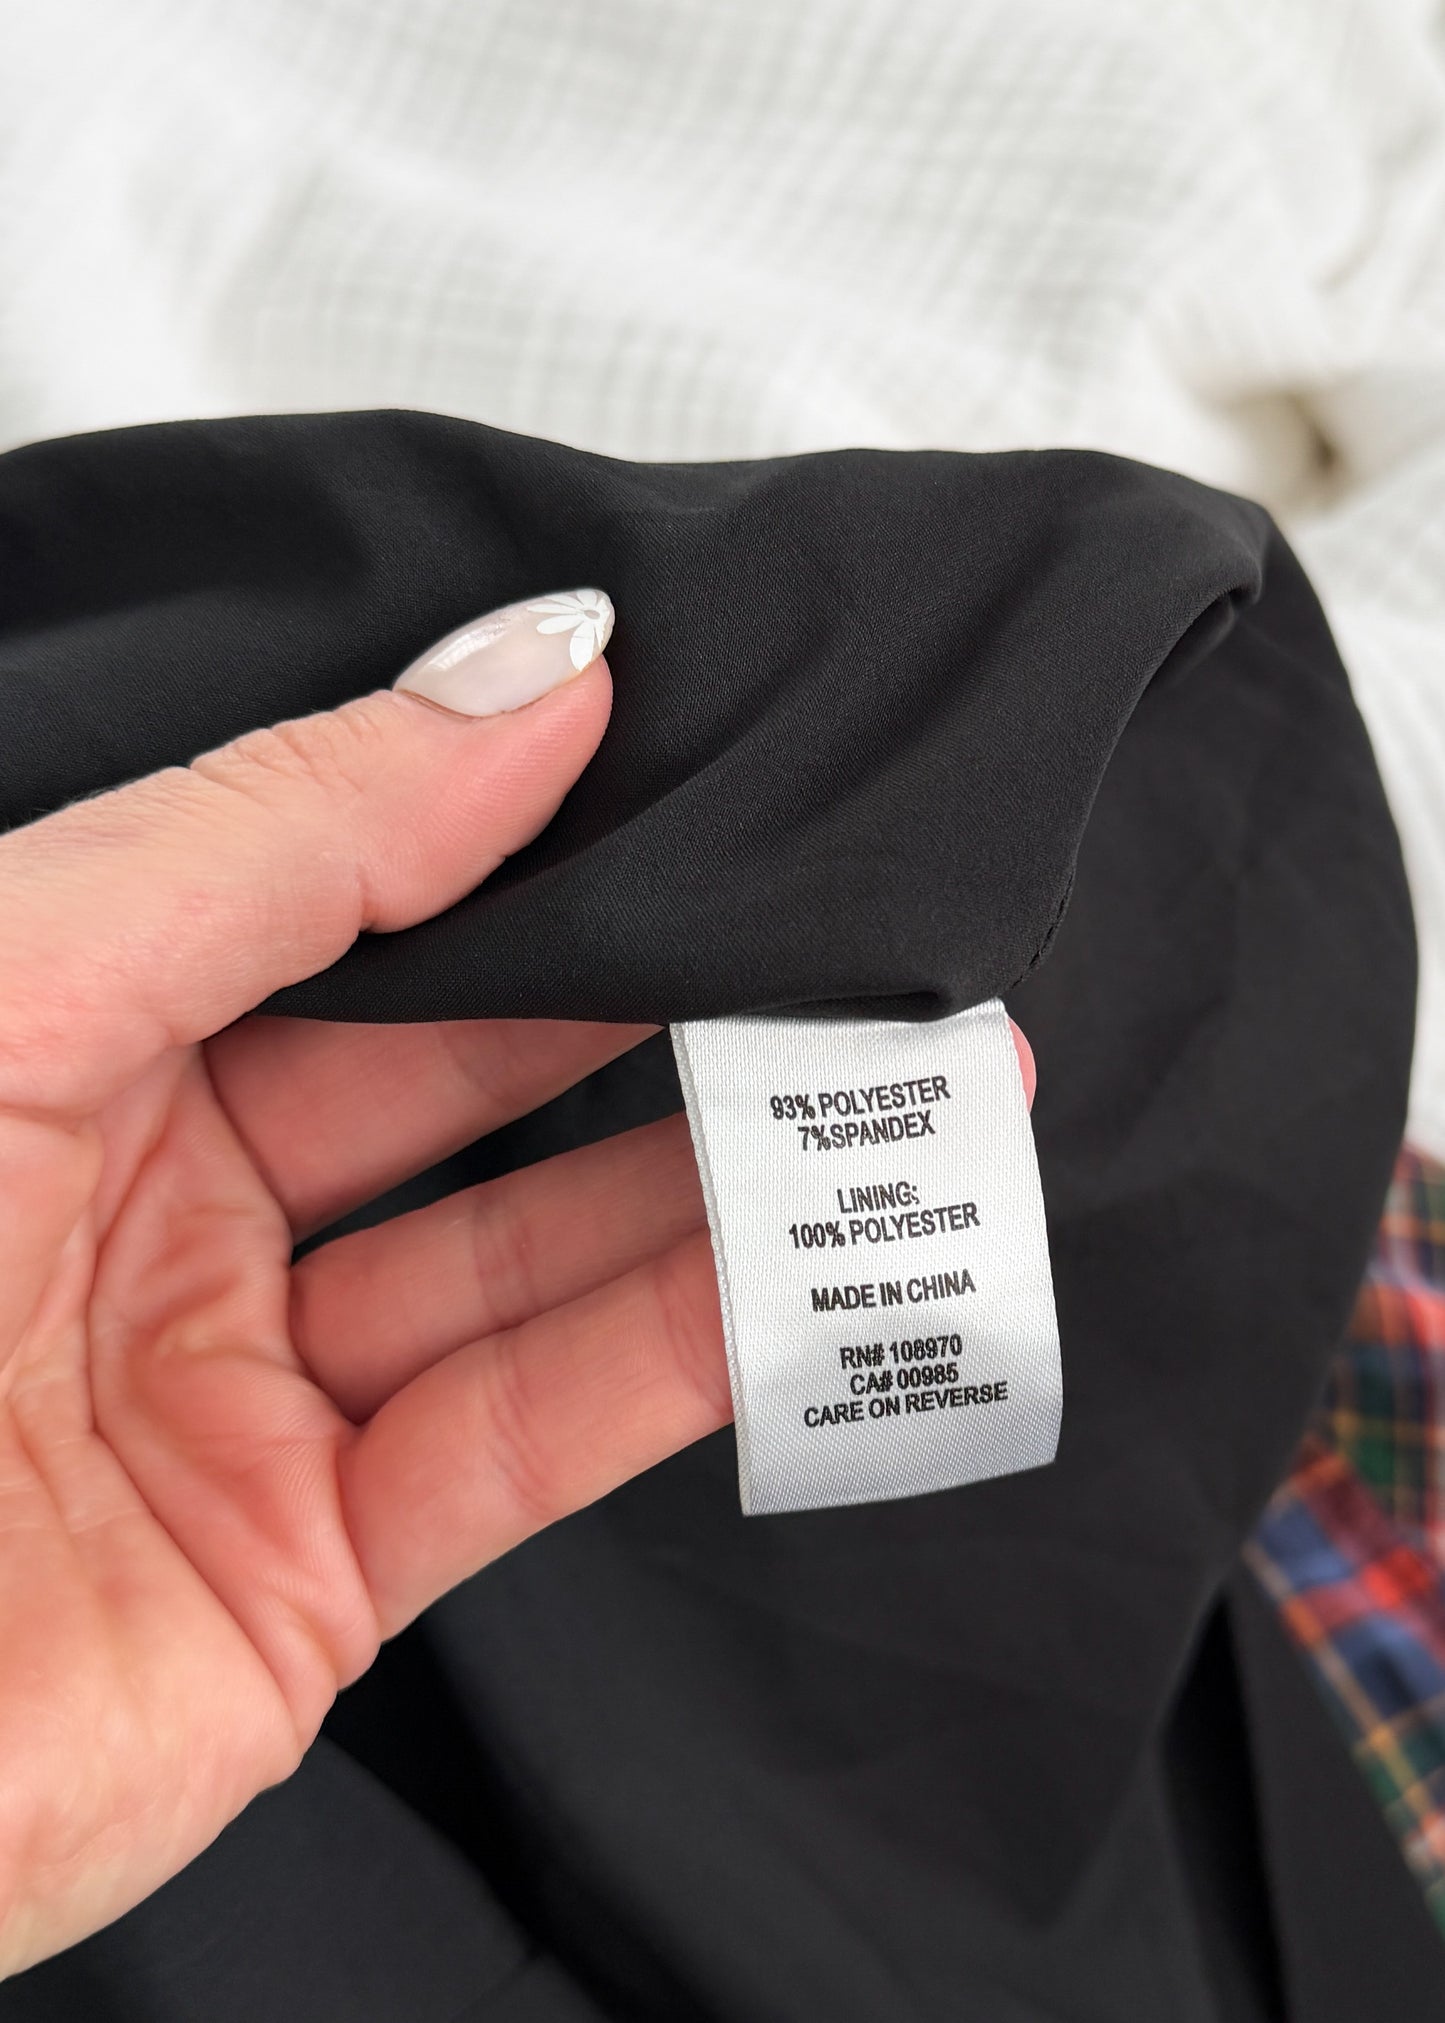 93% POLYESTER
7%SPANDEX
LINING:
100% POLYESTER
MADE IN CHINA
RN# 108970
CA# 00985
CARE ON REVERSE